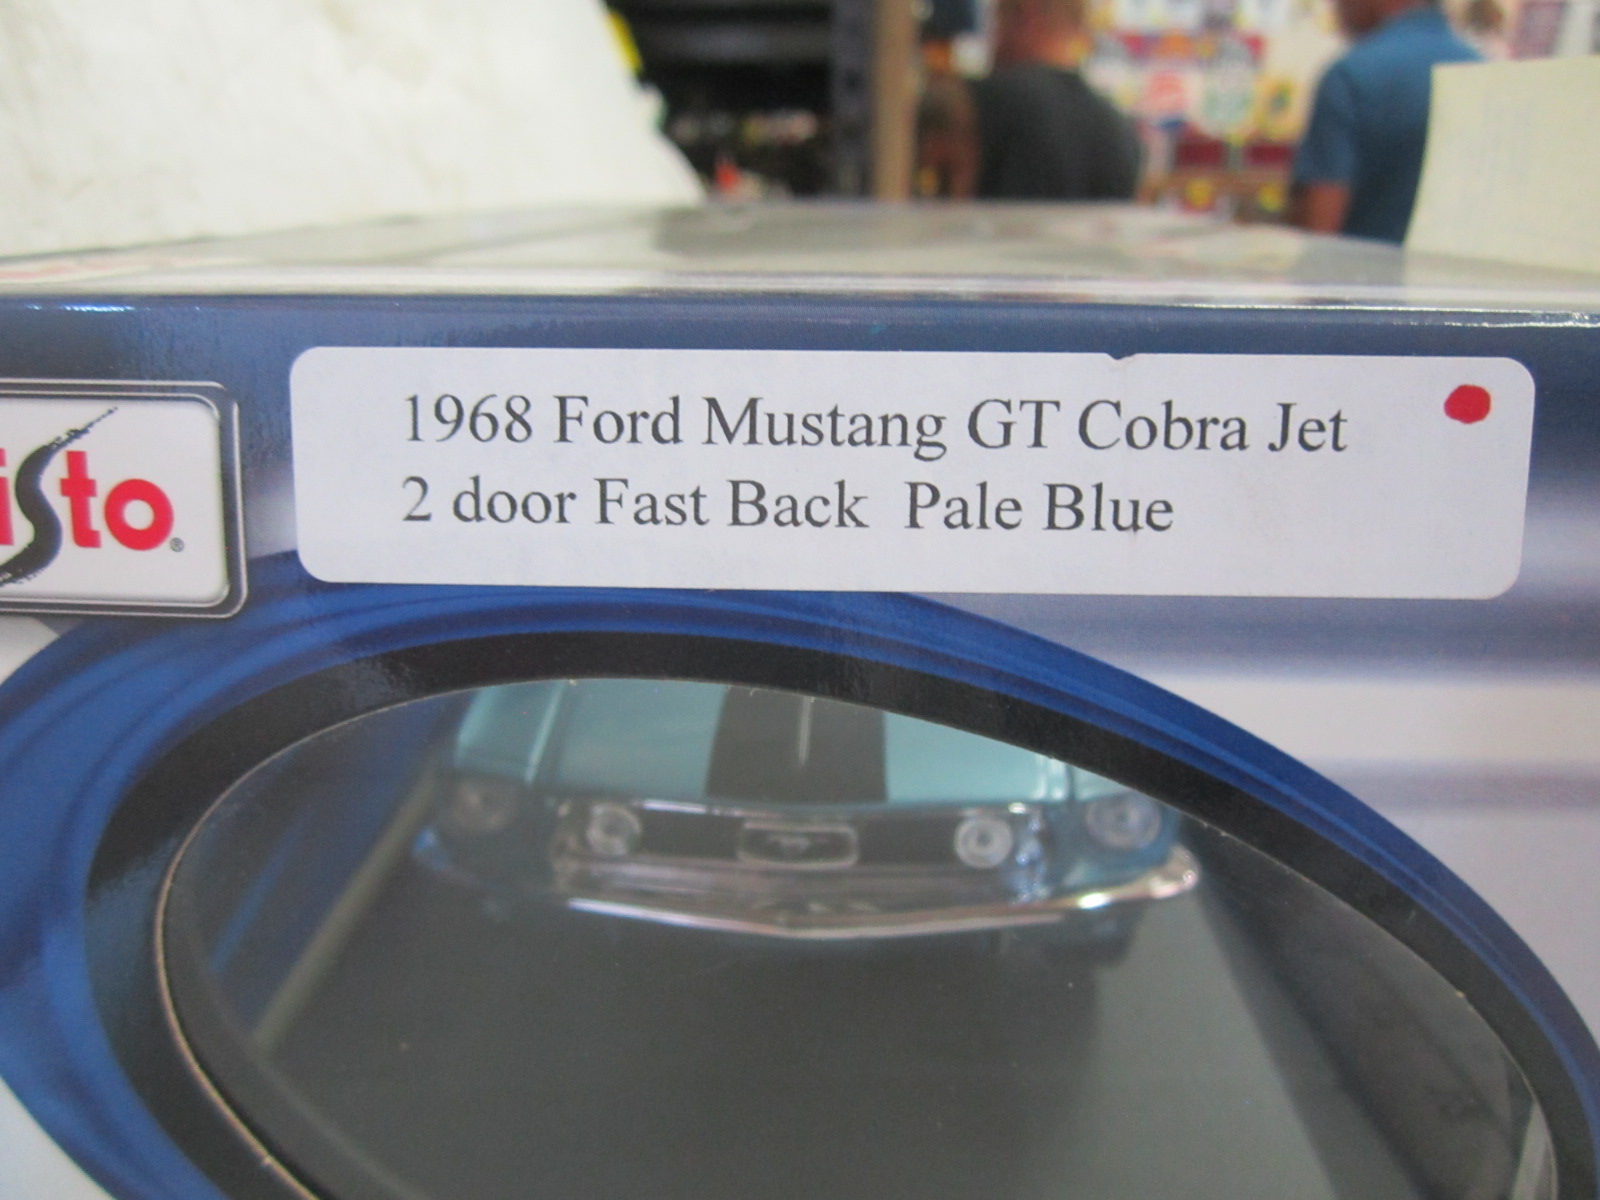 1968 Ford Mustang GT Cobra Jet
2 door Fast Back Pale Blue
isto®